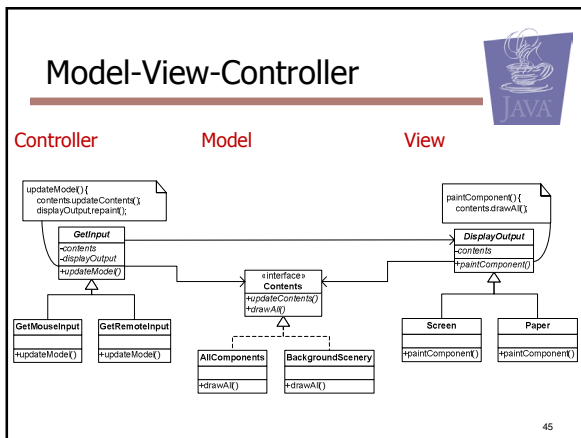 Model-View-Controller
JAVA
Controller
Model
View
updateModel() {
contents.updateContents();
displayOutput.repaint();
paintComponent() {
contents.drawAll();
GetInput
-contents
-displayOutput
+updateModel()
DisplayOutput
-contents
+paintComponent()
«interface»
Contents
+updateContents()
+drawAll()
GetMouseInput
+updateModel()
GetRemoteInput
+updateModel()
AllComponents
+drawAll()
BackgroundScenery
+drawAll()
Screen
+paintComponent()
Paper
+paintComponent()
45